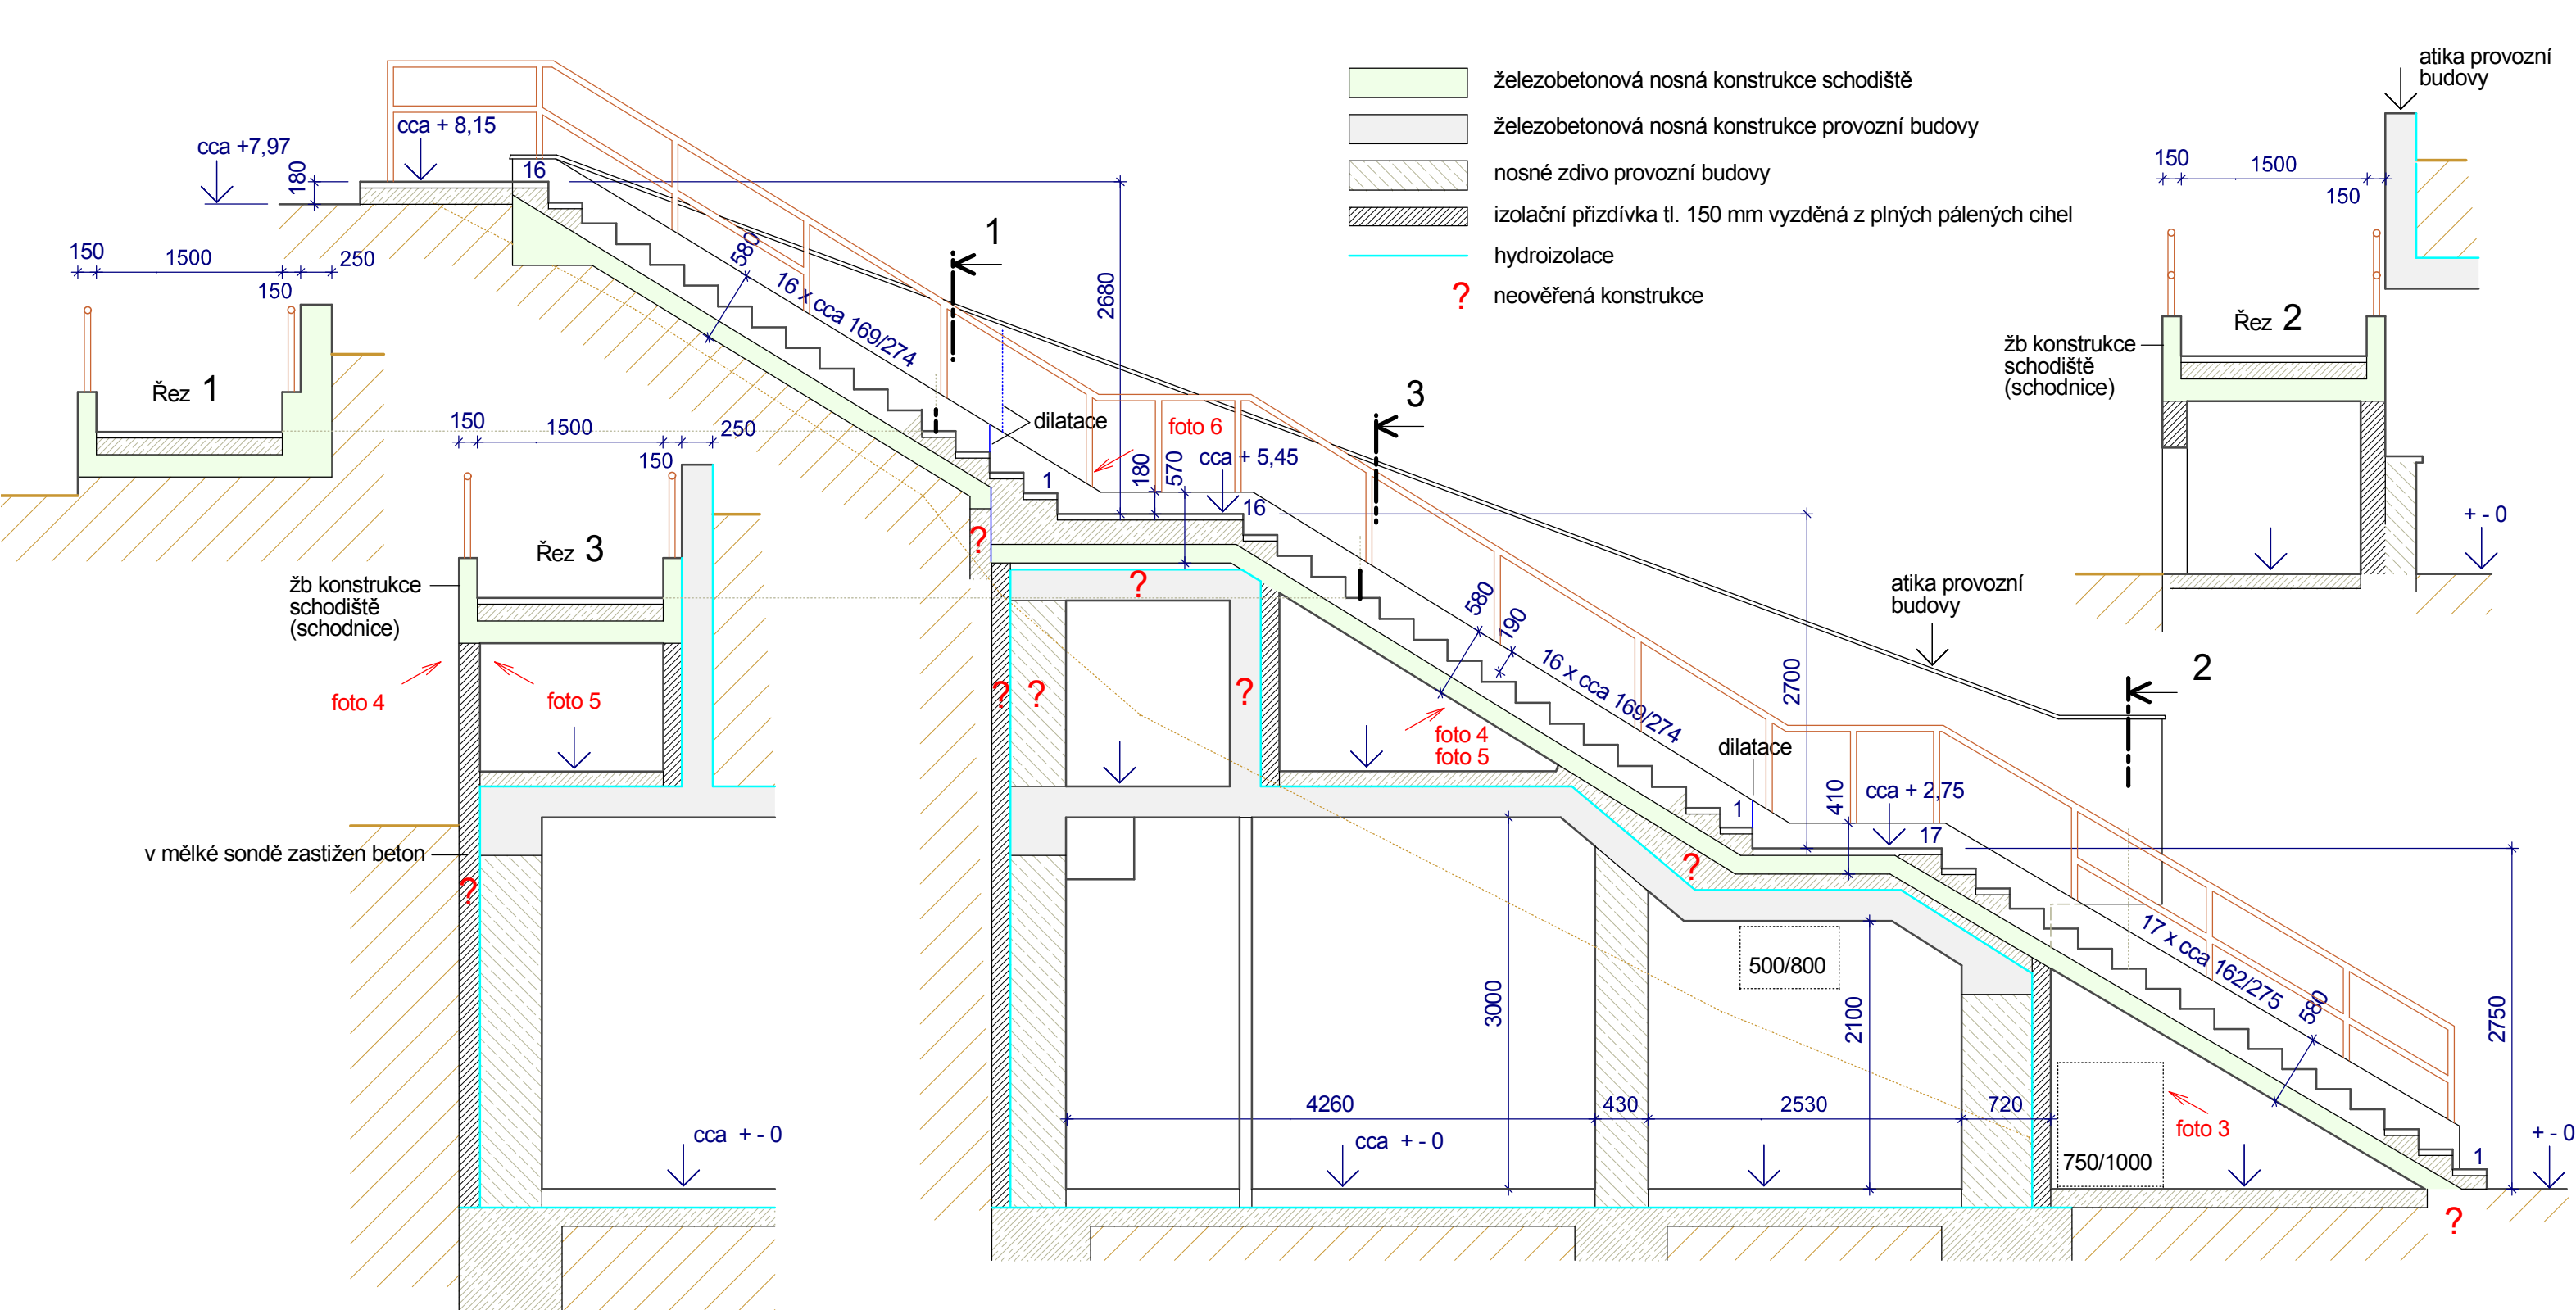 železobetonová nosná konstrukce schodiště
železobetonová nosná konstrukce provozní budovy
nosné zdivo provozní budovy
izolační přizdívka tl. 150 mm vyzděná z plných pálených cihel
hydroizolace
? neověřená konstrukce
atika provozní
budovy
cca +7,97
180
cca + 8,15
16
580
16 x cca 169/274
1
2680
dilatace
foto 6
1
180
570
cca + 5,45
16
3
2700
580
190
16 x cca 169/274
foto 4
foto 5
dilatace
1
410
cca + 2,75
17
atika provozní
budovy
2
17 x cca 162/275
580
2750
1
+ - 0
?
?
?
?
?
?
?
500/800
3000
2100
4260
430
2530
720
cca + - 0
750/1000
foto 3
150
1500
250
150
Řez 1
150
1500
250
150
Řez 3
žb konstrukce
schodiště
(schodnice)
foto 4
foto 5
v mělké sondě zastižen beton
?
cca + - 0
150
1500
150
Řez 2
žb konstrukce
schodiště
(schodnice)
+ - 0